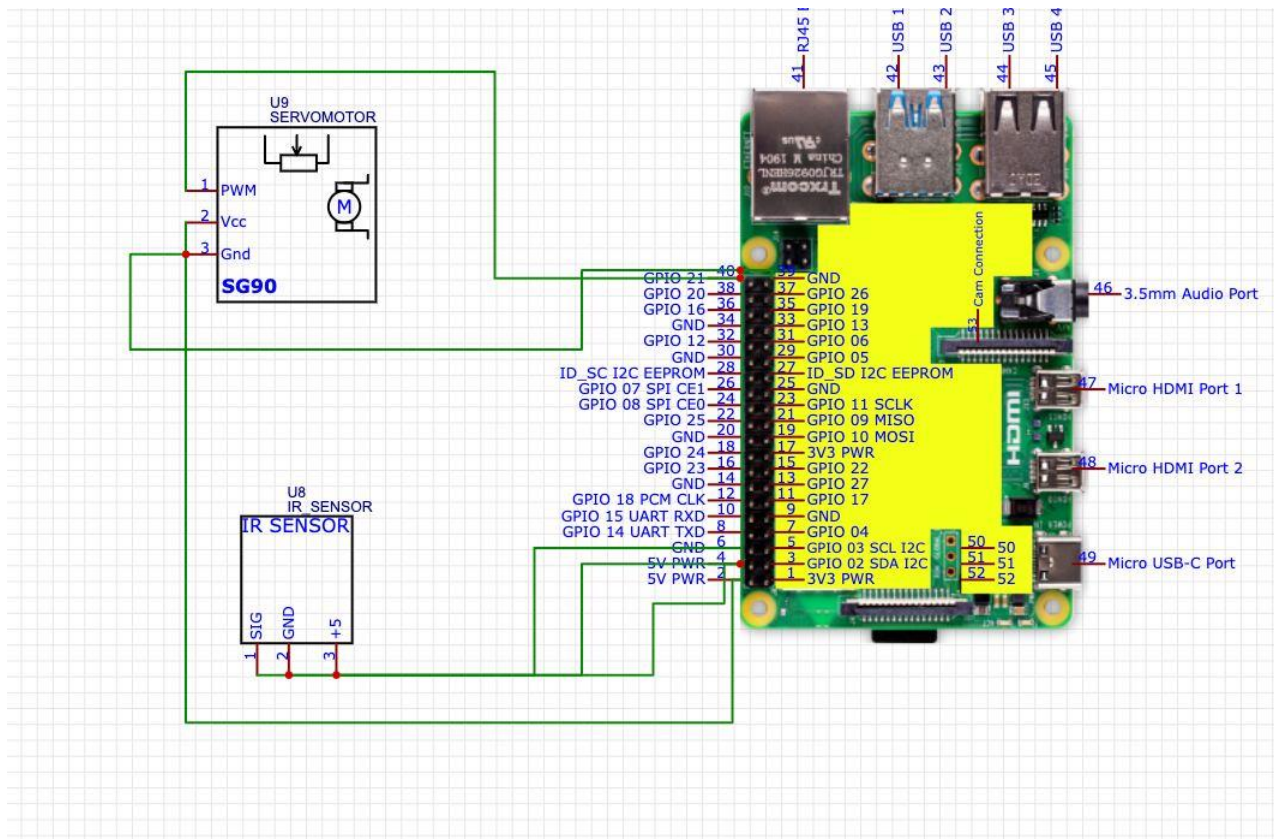 41 RJ45
42 USB 1
43 USB 2
44 USB 3
45 USB 4
U9
SERVOMOTOR
1 PWM
2 Vcc
3 Gnd
M
SG90
Trxcom®
TRJG0926HENL
China M 1904
c us
53 Cam Connection
46 3.5mm Audio Port
47 Micro HDMI Port 1
48 Micro HDMI Port 2
49 Micro USB-C Port
HDMI
GPIO 21 40 39 GND
GPIO 20 38 37 GPIO 26
GPIO 16 36 35 GPIO 19
GND 34 33 GPIO 13
GPIO 12 32 31 GPIO 06
GND 30 29 GPIO 05
ID_SC I2C EEPROM 28 27 ID_SD I2C EEPROM
GPIO 07 SPI CE1 26 25 GND
GPIO 08 SPI CE0 24 23 GPIO 11 SCLK
GPIO 25 22 21 GPIO 09 MISO
GND 20 19 GPIO 10 MOSI
GPIO 24 18 17 3V3 PWR
GPIO 23 16 15 GPIO 22
GND 14 13 GPIO 27
GPIO 18 PCM CLK 12 11 GPIO 17
GPIO 15 UART RXD 10 9 GND
GPIO 14 UART TXD 8 7 GPIO 04
GND 6 5 GPIO 03 SCL I2C
5V PWR 4 3 GPIO 02 SDA I2C
5V PWR 2 1 3V3 PWR
50 50
51 51
52 52
U8
IR_SENSOR
IR SENSOR
SIG GND +5
1 2 3